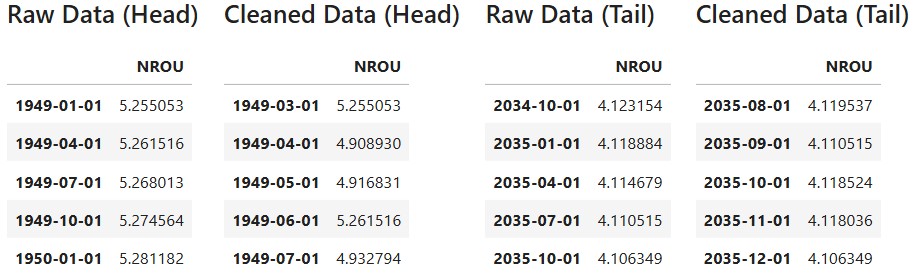 Raw Data (Head) Cleaned Data (Head) Raw Data (Tail) Cleaned Data (Tail)
NROU NROU NROU NROU
1949-01-01 5.255053 1949-03-01 5.255053 2034-10-01 4.123154 2035-08-01 4.119537
1949-04-01 5.261516 1949-04-01 4.908930 2035-01-01 4.118884 2035-09-01 4.110515
1949-07-01 5.268013 1949-05-01 4.916831 2035-04-01 4.114679 2035-10-01 4.118524
1949-10-01 5.274564 1949-06-01 5.261516 2035-07-01 4.110515 2035-11-01 4.118036
1950-01-01 5.281182 1949-07-01 4.932794 2035-10-01 4.106349 2035-12-01 4.106349